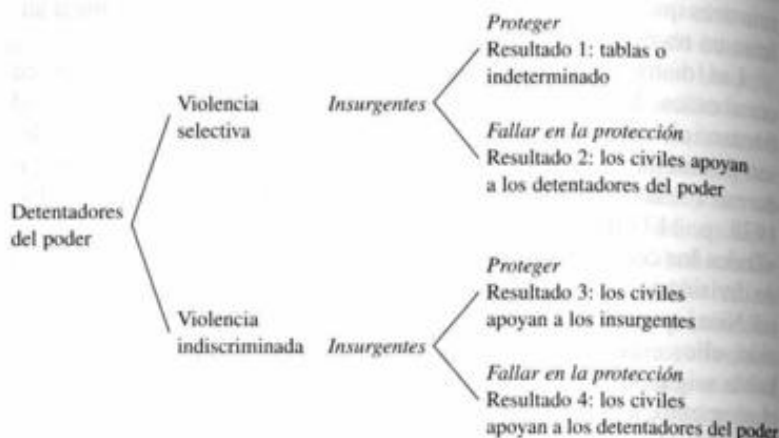 Proteger
Resultado 1: tablas o
indeterminado
Violencia
selectiva
Insurgentes
Fallar en la protección
Resultado 2: los civiles apoyan
a los detentadores del poder
Detentadores
del poder
Proteger
Resultado 3: los civiles
apoyan a los insurgentes
Violencia
indiscriminada
Insurgentes
Fallar en la protección
Resultado 4: los civiles
apoyan a los detentadores del poder